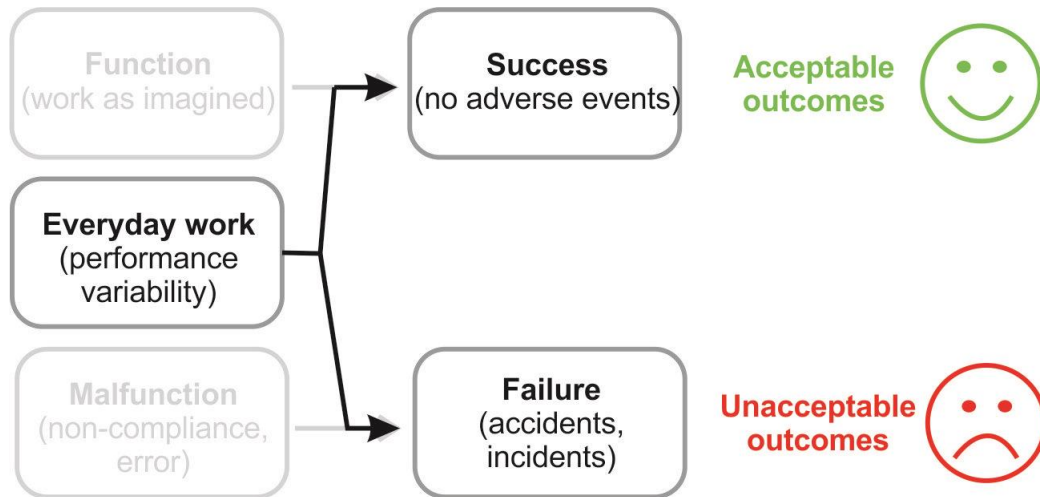 Function
(work as imagined)
Success
(no adverse events)
Acceptable
outcomes
Everyday work
(performance
variability)
Malfunction
(non-compliance,
error)
Failure
(accidents,
incidents)
Unacceptable
outcomes